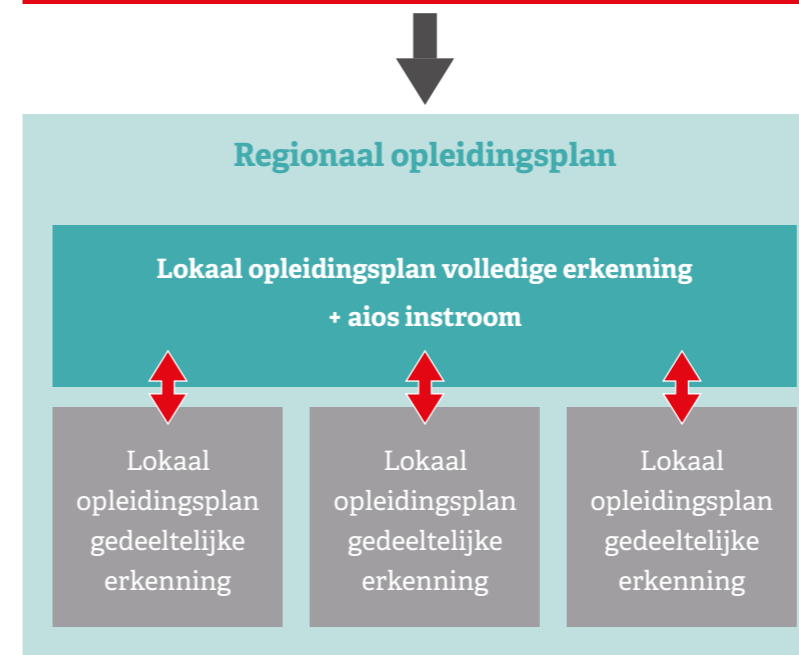 Regionaal opleidingsplan
Lokaal opleidingsplan volledige erkenning
+ aios instroom
Lokaal
opleidingsplan
gedeeltelijke
erkenning
Lokaal
opleidingsplan
gedeeltelijke
erkenning
Lokaal
opleidingsplan
gedeeltelijke
erkenning